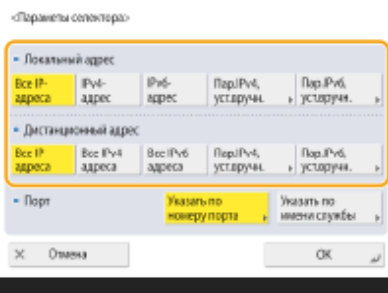 <Параметы селектора>
Локальный адрес
Все IP-адреса
IPv4-адрес
IPv6-адрес
Пар.IPv4, уст.вручн.
Пар.IPv6, уст.вручн.
Дистанционный адрес
Все IP адреса
Все IPv4 адреса
Все IPv6 адреса
Пар.IPv4, уст.вручн.
Пар.IPv6, уст.вручн.
Порт
Указать по номеру порта
Указать по имени службы
Отмена
OK